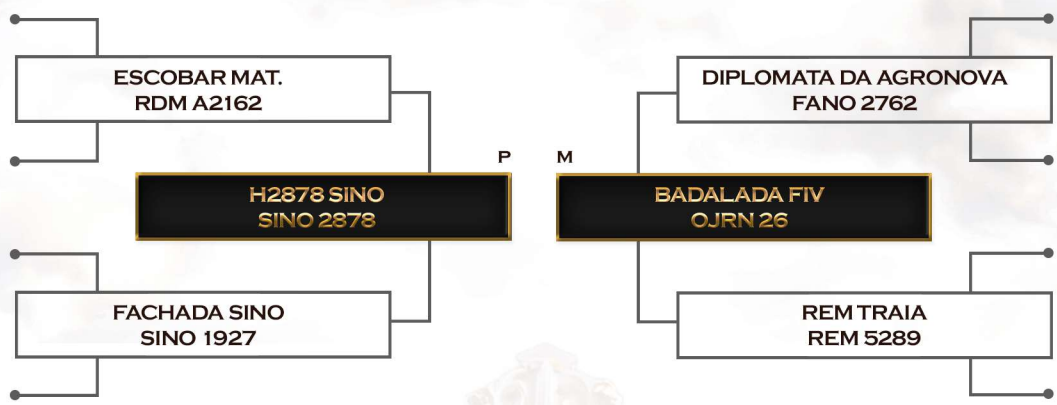 ESCOBAR MAT.
RDM A2162
DIPLOMATA DA AGRONOVA
FANO 2762
P
M
H2878 SINO
SINO 2878
BADALADA FIV
OJRN 26
FACHADA SINO
SINO 1927
REM TRAIA
REM 5289